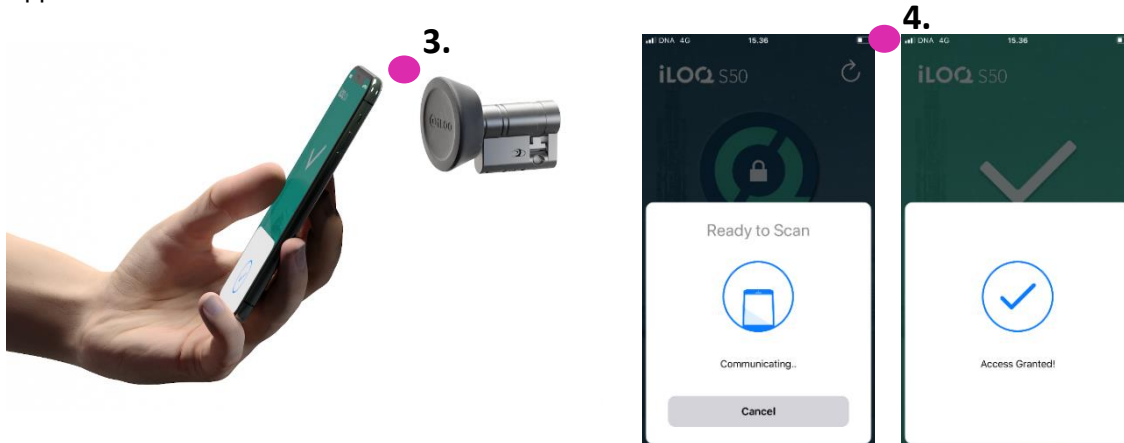 3.
iLOQ
4.
DNA 4G 15.36
iLOQ S50
Ready to Scan
Communicating..
Cancel
DNA 4G 15.36
iLOQ S50
Access Granted!